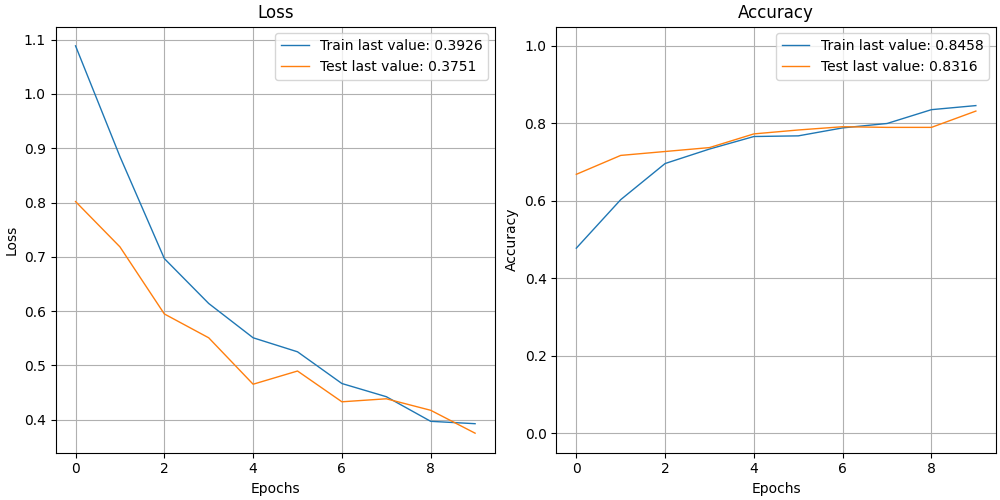 Loss
Train last value: 0.3926
Test last value: 0.3751
1.1
1.0
0.9
0.8
0.7
0.6
0.5
0.4
Loss
0 2 4 6 8
Epochs
Accuracy
Train last value: 0.8458
Test last value: 0.8316
1.0
0.8
0.6
0.4
0.2
0.0
Accuracy
0 2 4 6 8
Epochs